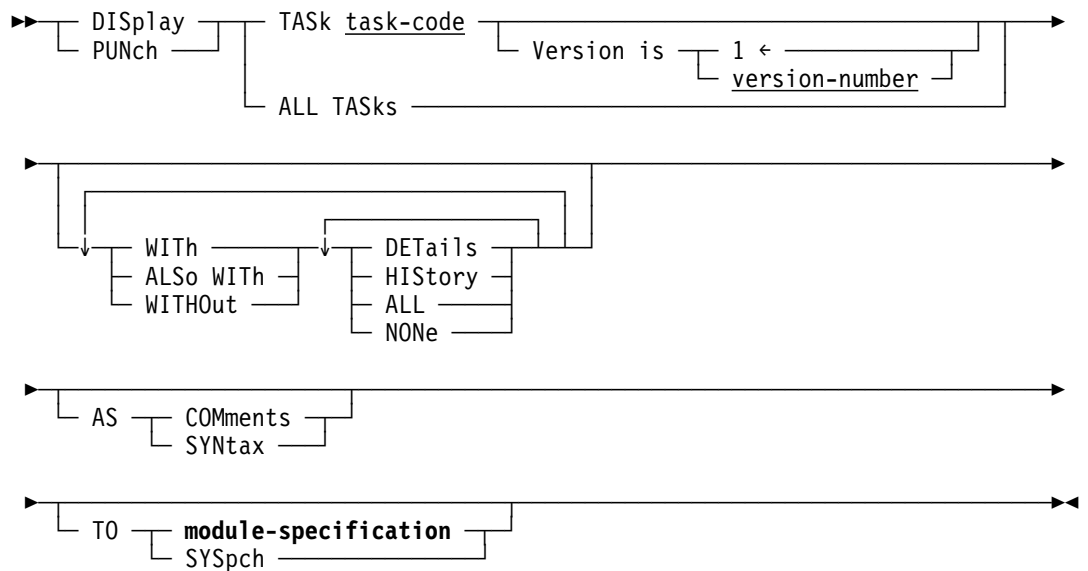 DISplay TASk task-code
PUNch Version is 1 ←
version-number
ALL TASks
WITh DETails
ALSo WITh HIStory
WITHOut ALL
NONe
AS COMments
SYNtax
TO module-specification
SYSpch